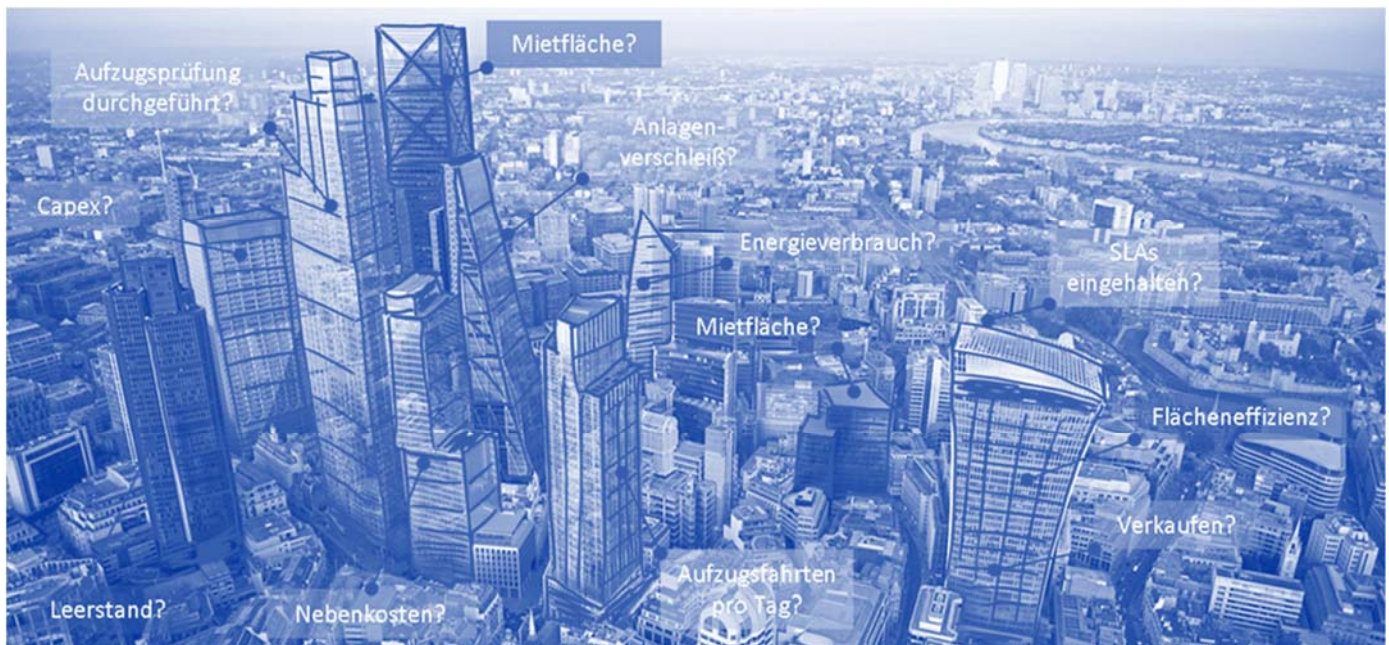 Mietfläche?
Aufzugsprüfung
durchgeführt?
Anlagen-
verschleiß?
Capex?
Energieverbrauch?
SLAs
eingehalten?
Mietfläche?
Flächeneffizienz?
Verkaufen?
Aufzugsfahrten
pro Tag?
Leerstand?
Nebenkosten?